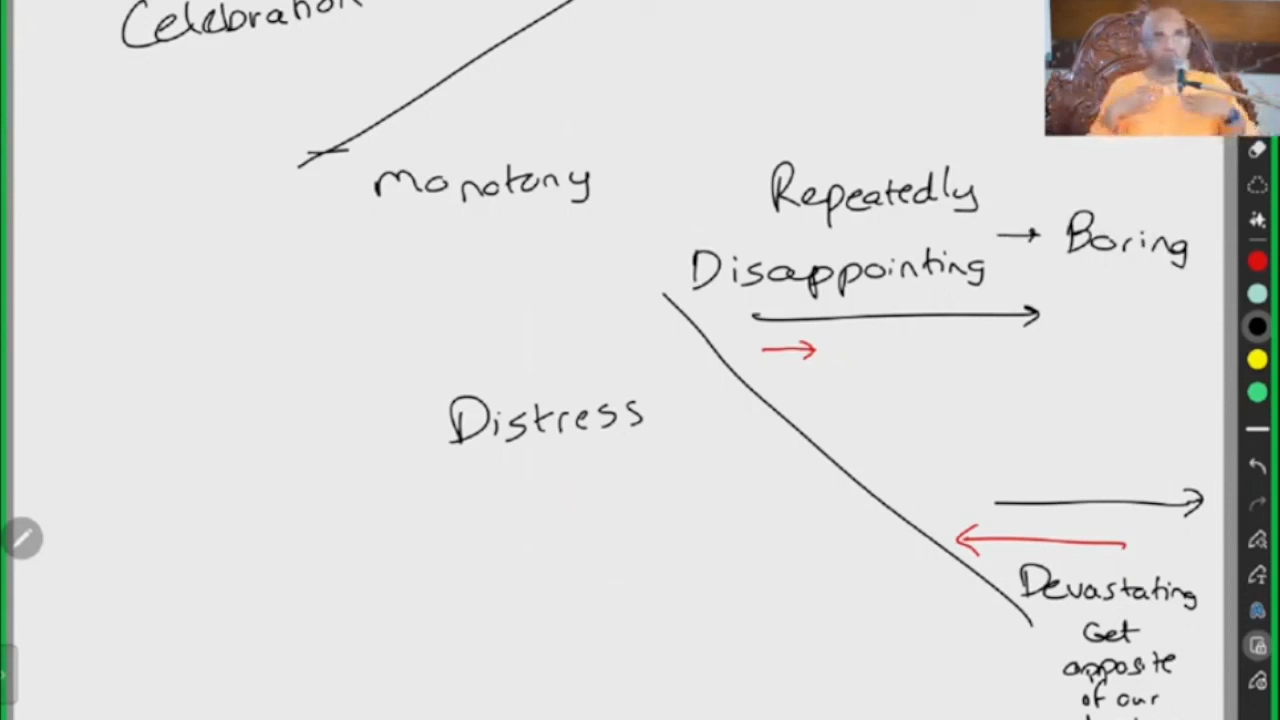 Celebration
Monotony
Repeatedly
Disappointing → Boring
Distress
Devastating
Get
opposite
of our